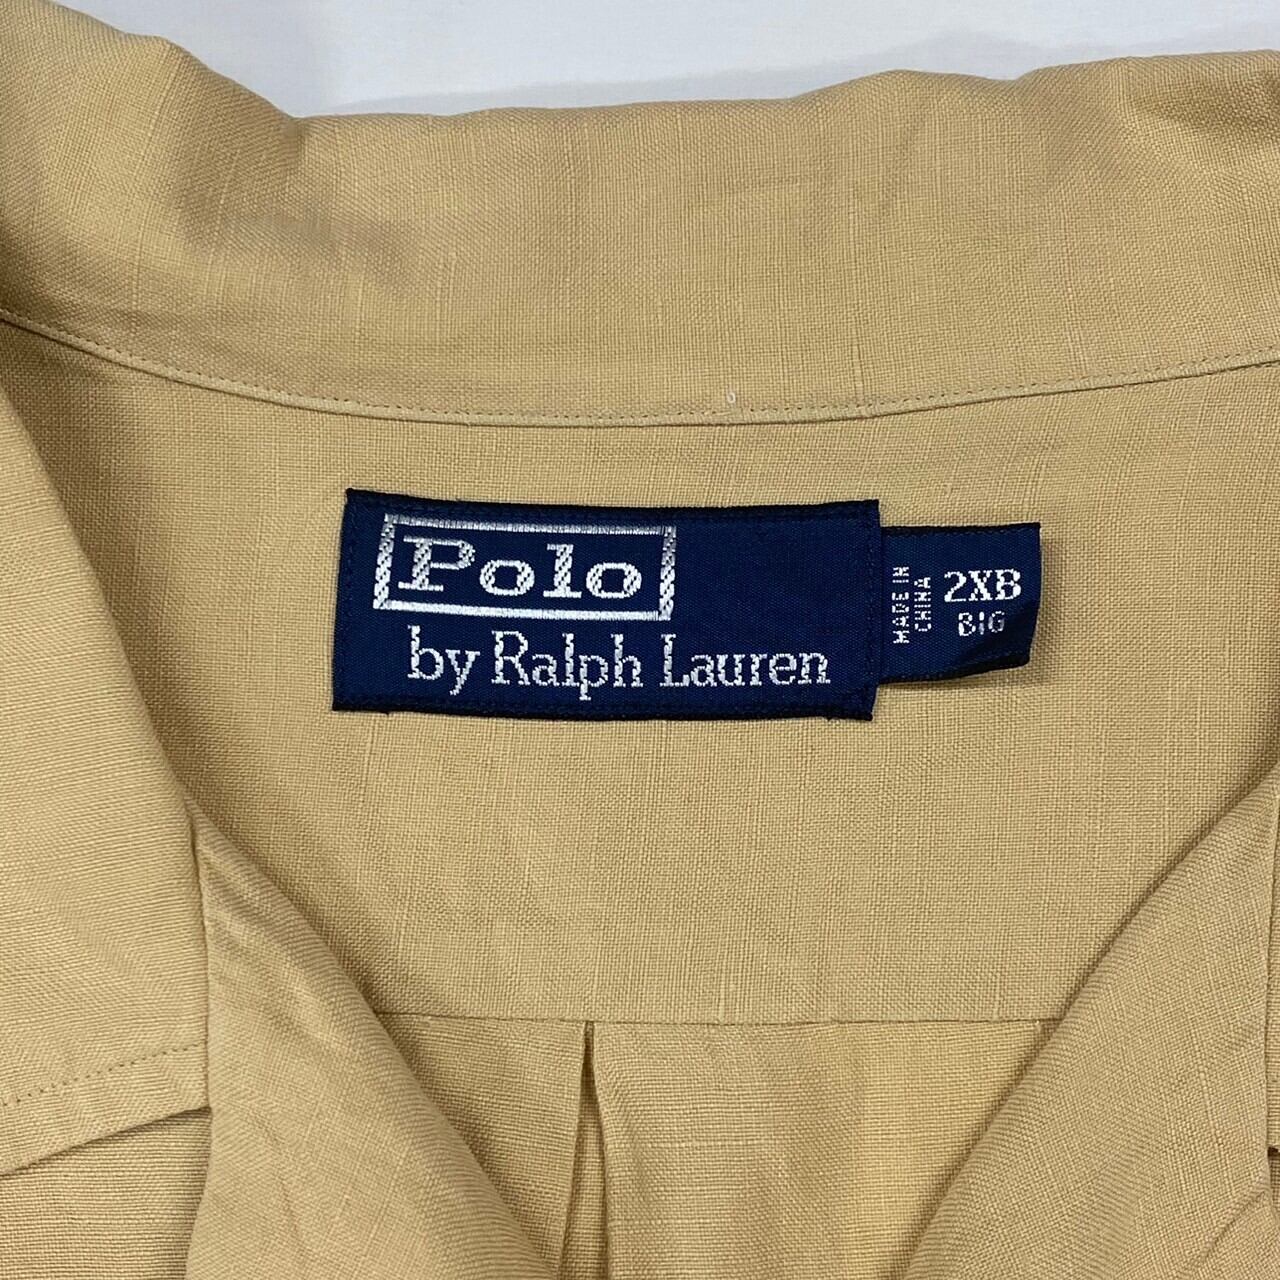 Polo
by Ralph Lauren
MADE IN
CHINA
2XB
BIG